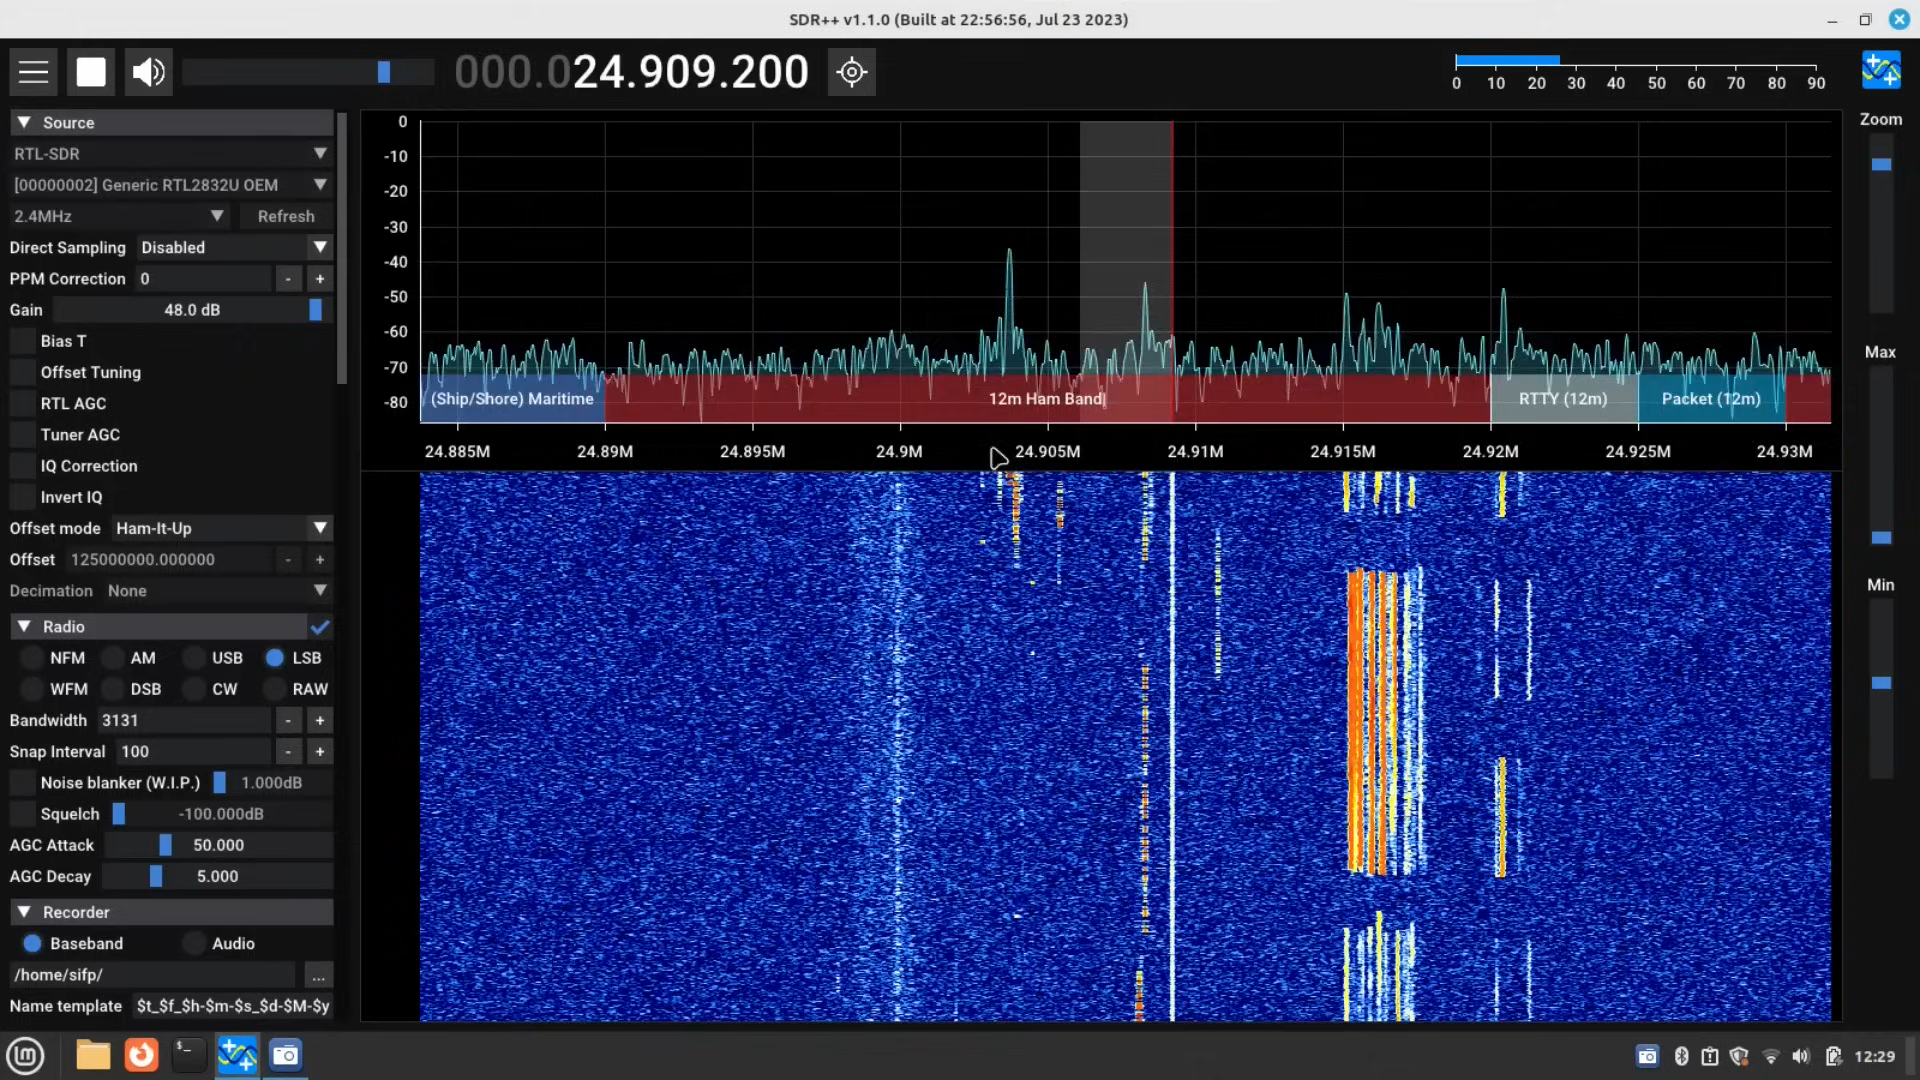 SDR++ v1.1.0 (Built at 22:56:56, Jul 23 2023)
000.024.909.200
0 10 20 30 40 50 60 70 80 90
Source
RTL-SDR
[00000002] Generic RTL2832U OEM
2.4MHz Refresh
Direct Sampling Disabled
PPM Correction 0 - +
Gain 48.0 dB
Bias T
Offset Tuning
RTL AGC
Tuner AGC
IQ Correction
Invert IQ
Offset mode Ham-It-Up
Offset 125000000.000000 - +
Decimation None
Radio
NFM AM USB LSB
WFM DSB CW RAW
Bandwidth 3131 - +
Snap Interval 100 - +
Noise blanker (W.I.P.) 1.000dB
Squelch -100.000dB
AGC Attack 50.000
AGC Decay 5.000
Recorder
Baseband Audio
/home/sifp/ ...
Name template $t_$f_$h-$m-$s_$d-$M-$y
0
-10
-20
-30
-40
-50
-60
-70
-80
(Ship/Shore) Maritime 12m Ham Band RTTY (12m) Packet (12m)
24.885M 24.89M 24.895M 24.9M 24.905M 24.91M 24.915M 24.92M 24.925M 24.93M
Zoom
Max
Min
12:29